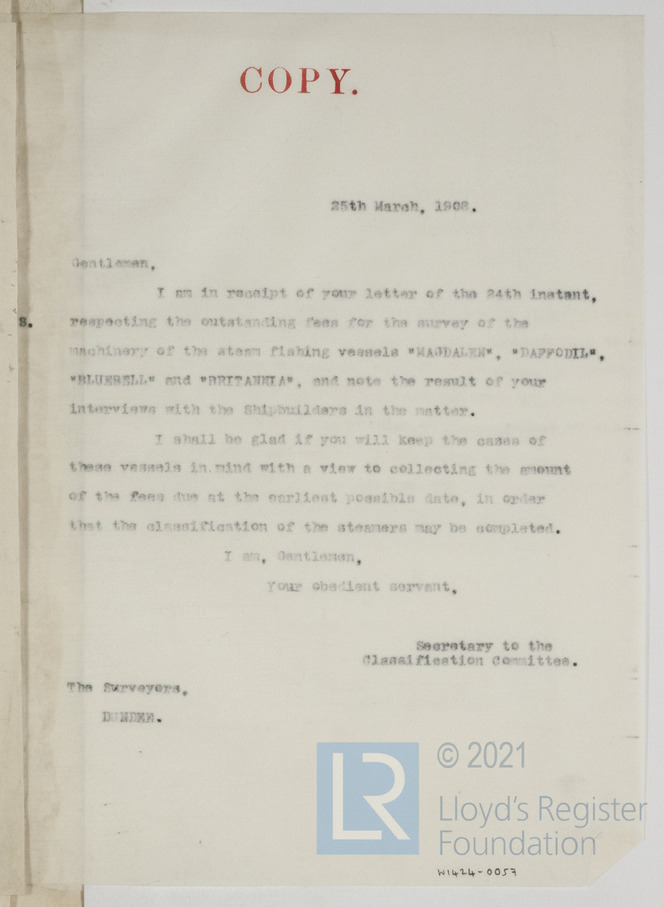 COPY.
25th March, 1908.
Gentlemen,
I am in receipt of your letter of the 24th instant,
S.
respecting the outstanding fees for the survey of the
machinery of the steam fishing vessels "MAGDALEN", "DAFFODIL",
"BLUEBELL" and "BRITANNIA", and note the result of your
interviews with the Shipbuilders in the matter.
I shall be glad if you will keep the cases of
these vessels in mind with a view to collecting the amount
of the fees due at the earliest possible date, in order
that the classification of the steamers may be completed.
I am, Gentlemen,
Your obedient servant,
Secretary to the
Classification Committee.
The Surveyors,
DUNDEE.
LR
© 2021
Lloyd's Register
Foundation
W1424-0057